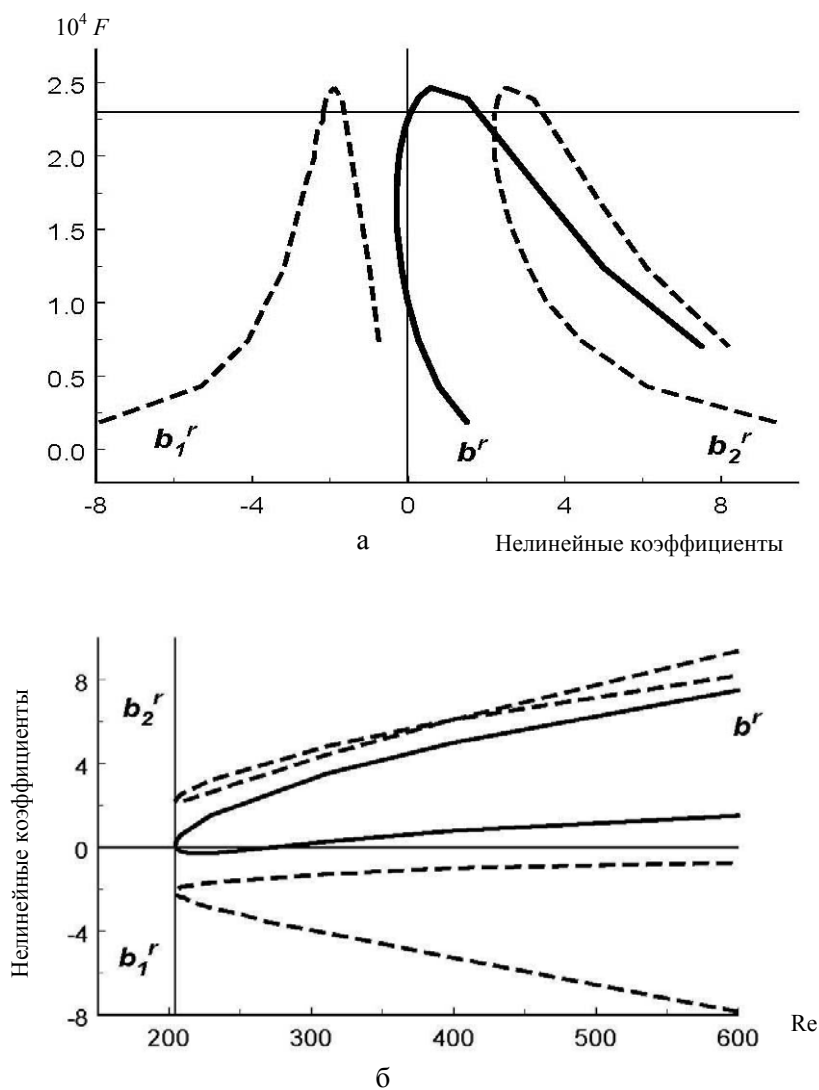 10⁴ F
2.5
2.0
1.5
1.0
0.5
0.0
b₁ʳ
bʳ
b₂ʳ
-8
-4
0
4
8
а
Нелинейные коэффициенты
Нелинейные коэффициенты
8
4
0
-4
-8
b₂ʳ
bʳ
b₁ʳ
200
300
400
500
600
Re
б